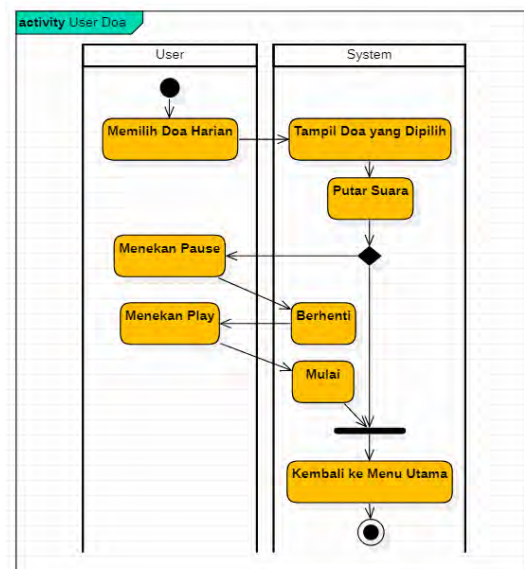 activity User Doa
User
System
Memilih Doa Harian
Tampil Doa yang Dipilih
Putar Suara
Menekan Pause
Menekan Play
Berhenti
Mulai
Kembali ke Menu Utama